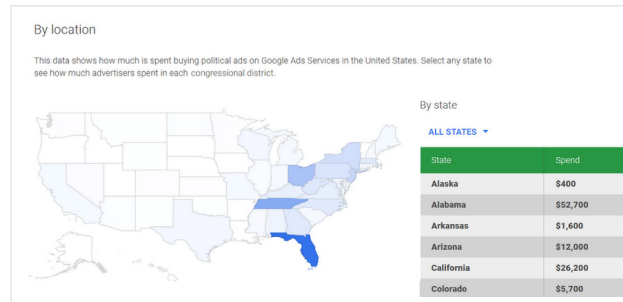 By location
This data shows how much is spent buying political ads on Google Ads Services in the United States. Select any state to
see how much advertisers spent in each congressional district.
By state
ALL STATES
State Spend
Alaska $400
Alabama $52,700
Arkansas $1,600
Arizona $12,000
California $26,200
Colorado $5,700